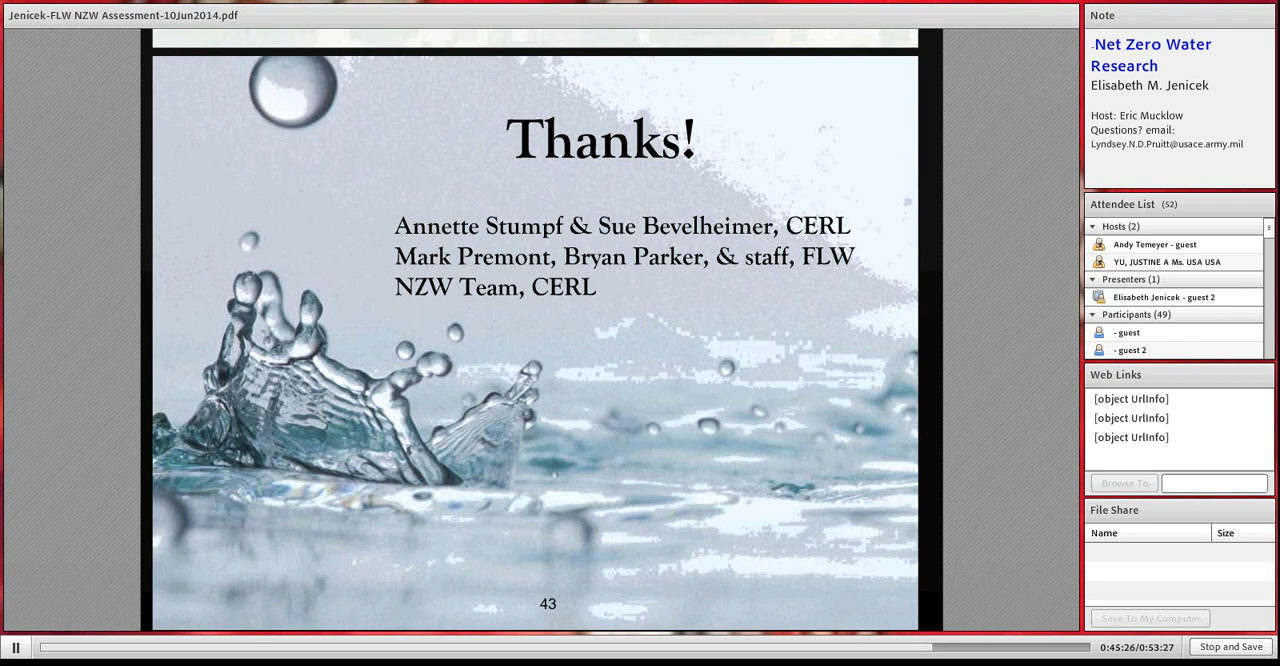 Jenicek-FLW NZW Assessment-10Jun2014.pdf
Thanks!
Annette Stumpf & Sue Bevelheimer, CERL
Mark Premont, Bryan Parker, & staff, FLW
NZW Team, CERL
43
Note
-Net Zero Water
Research
Elisabeth M. Jenicek
Host: Eric Mucklow
Questions? email:
Lyndsey.N.D.Pruitt@usace.army.mil
Attendee List (52)
Hosts (2)
Andy Temeyer - guest
YU, JUSTINE A Ms. USA USA
Presenters (1)
Elisabeth Jenicek - guest 2
Participants (49)
- guest
- guest 2
Web Links
[object UrlInfo]
[object UrlInfo]
[object UrlInfo]
Browse To
File Share
Name Size
Save To My Computer
0:45:26/0:53:27 Stop and Save